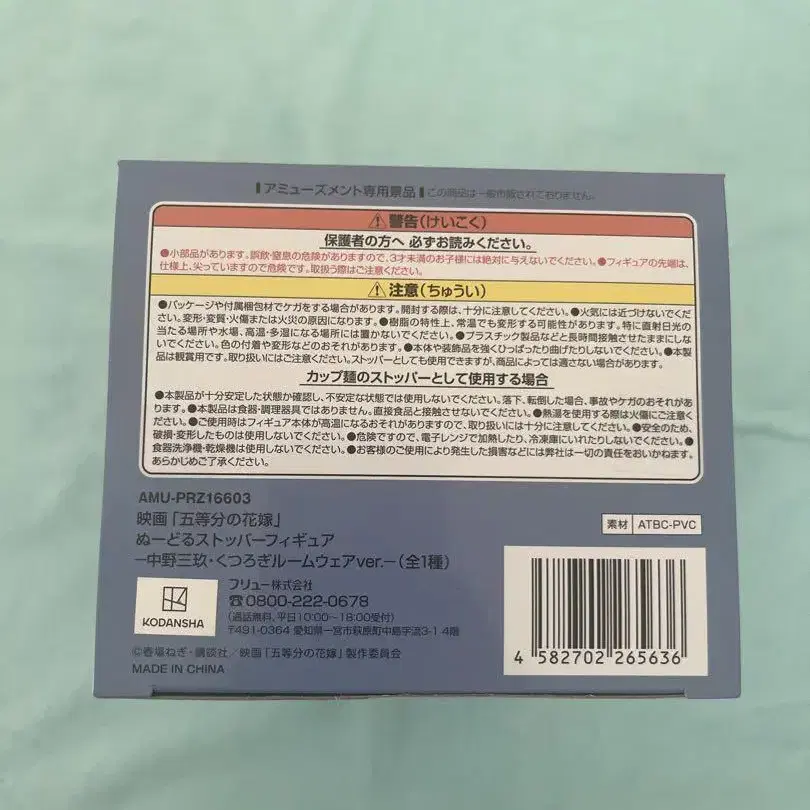 アミューズメント専用景品 この商品は一般市販されておりません。
警告(けいこく)
保護者の方へ 必ずお読みください。
●小部品があります。誤飲・窒息の危険がありますので、3才未満のお子様には絶対に与えないでください。●フィギュアの先端は、
仕様上、尖っていますので危険です。取扱う際はご注意ください。
注意(ちゅうい)
●パッケージや付属梱包材でケガをする場合があります。開封する際は、十分に注意してください。●火気には近づけないでくだ
さい。変形・変質・火傷または火災の原因になります。●樹脂の特性上、常温でも変形する可能性があります。特に直射日光の
当たる場所や水場、高温・多湿になる場所には置かないでください。●プラスチック製品などと長時間接触させたままにしな
いでください。色の付着や変形などのおそれがあります。●本体や装飾品を強くひっぱったり曲げたりしないでください。●本製
品は観賞用です。取り扱いにはご注意ください。ストッパーとしても使用できますが、商品によっては適さない場合があります。
カップ麺のストッパーとして使用する場合
●本製品が十分安定した状態か確認し、不安定な状態では使用しないでください。落下、転倒した場合、事故やケガのおそれがあ
ります。●本製品は食器・調理器具ではありません。直接食品と接触させないでください。●熱湯を使用する際は火傷にご注意く
ださい。●ご使用時はフィギュア本体が高温になるおそれがありますので、取り扱いには十分に注意してください。●安全のため、
破損・変形したものは使用しないでください。●危険ですので、電子レンジで加熱したり、冷凍庫にいれたりしないでください。●
食器洗浄機・乾燥機は使用しないでください。●お客様のご使用により発生した損害などには弊社は一切の責任をおいかねます。
あらかじめご了承ください。
AMU-PRZ16603
映画「五等分の花嫁」
ぬーどるストッパーフィギュア
ー中野三玖・くつろぎルームウェアver.ー(全1種)
素材 ATBC-PVC
KODANSHA
フリュー株式会社
☎0800-222-0678
(通話無料、平日10:00〜18:00受付)
〒491-0364 愛知県一宮市萩原町中島字流3-1 4階
©春場ねぎ・講談社/映画「五等分の花嫁」製作委員会
MADE IN CHINA
4 582702 265636